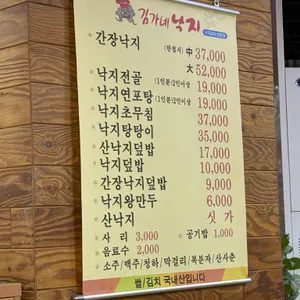 김가네낙지
간장낙지 (한접시) 中 37,000
大 52,000
낙지전골 (1인분)2인이상 19,000
낙지연포탕 (1인분)2인이상 19,000
낙지초무침 37,000
낙지탕탕이 35,000
산낙지덮밥 17,000
낙지덮밥 10,000
간장낙지덮밥 9,000
낙지왕만두 6,000
산낙지 싯가
사리 3,000 공기밥 1,000
음료수 2,000
소주/맥주/청하/막걸리/복분자/산사춘
쌀/김치 국내산입니다